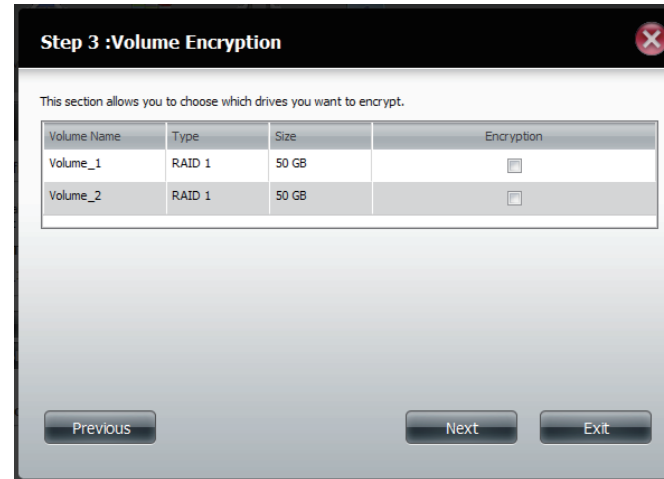 Step 3 :Volume Encryption
This section allows you to choose which drives you want to encrypt.
Volume Name Type Size Encryption
Volume_1 RAID 1 50 GB
Volume_2 RAID 1 50 GB
Previous Next Exit